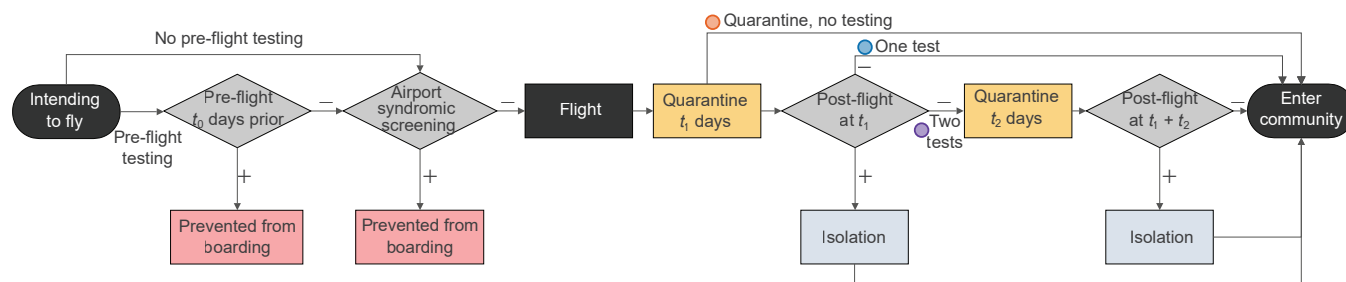 Quarantine, no testing
No pre-flight testing
One test
−
Intending
to fly
Pre-flight
t0 days prior
−
Airport
syndromic
screening
−
Flight
Quarantine
t1 days
Post-flight
at t1
−
Two
tests
Quarantine
t2 days
Post-flight
at t1 + t2
−
Enter
community
Pre-flight
testing
+
+
+
+
Prevented from
boarding
Prevented from
boarding
Isolation
Isolation